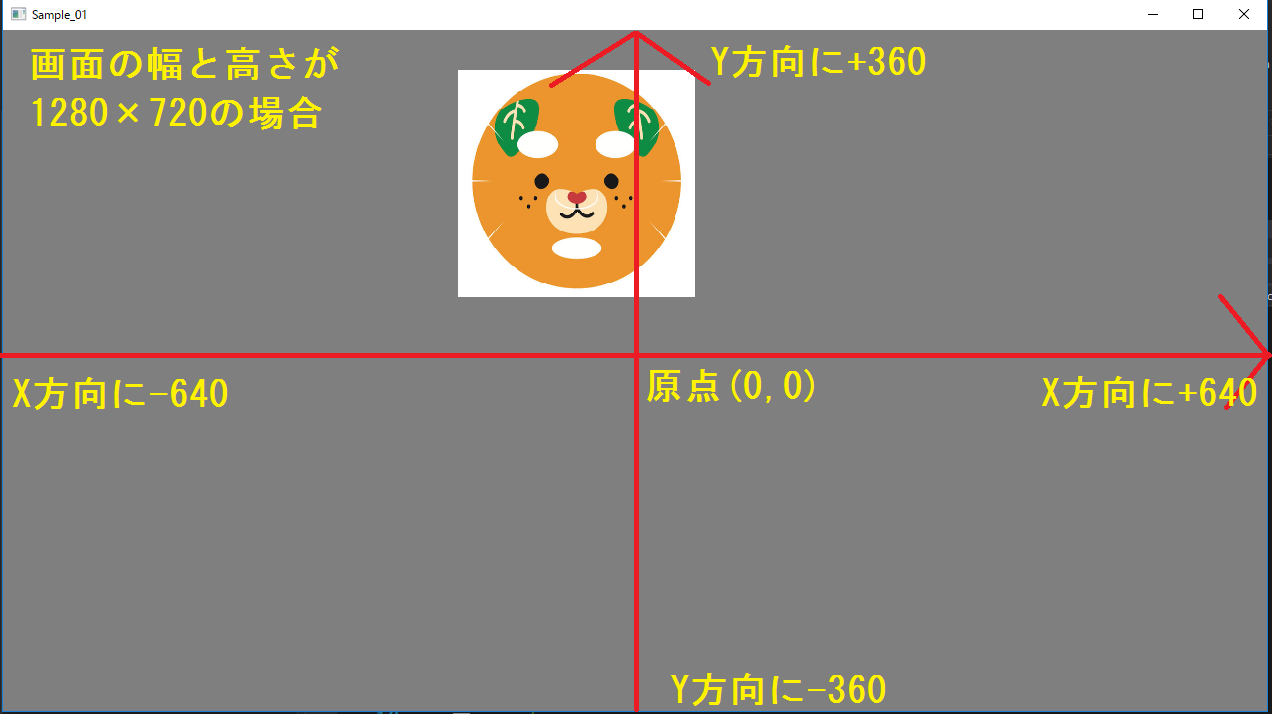 Sample_01
画面の幅と高さが
1280×720の場合
Y方向に+360
X方向に-640
原点(0,0)
X方向に+640
Y方向に-360